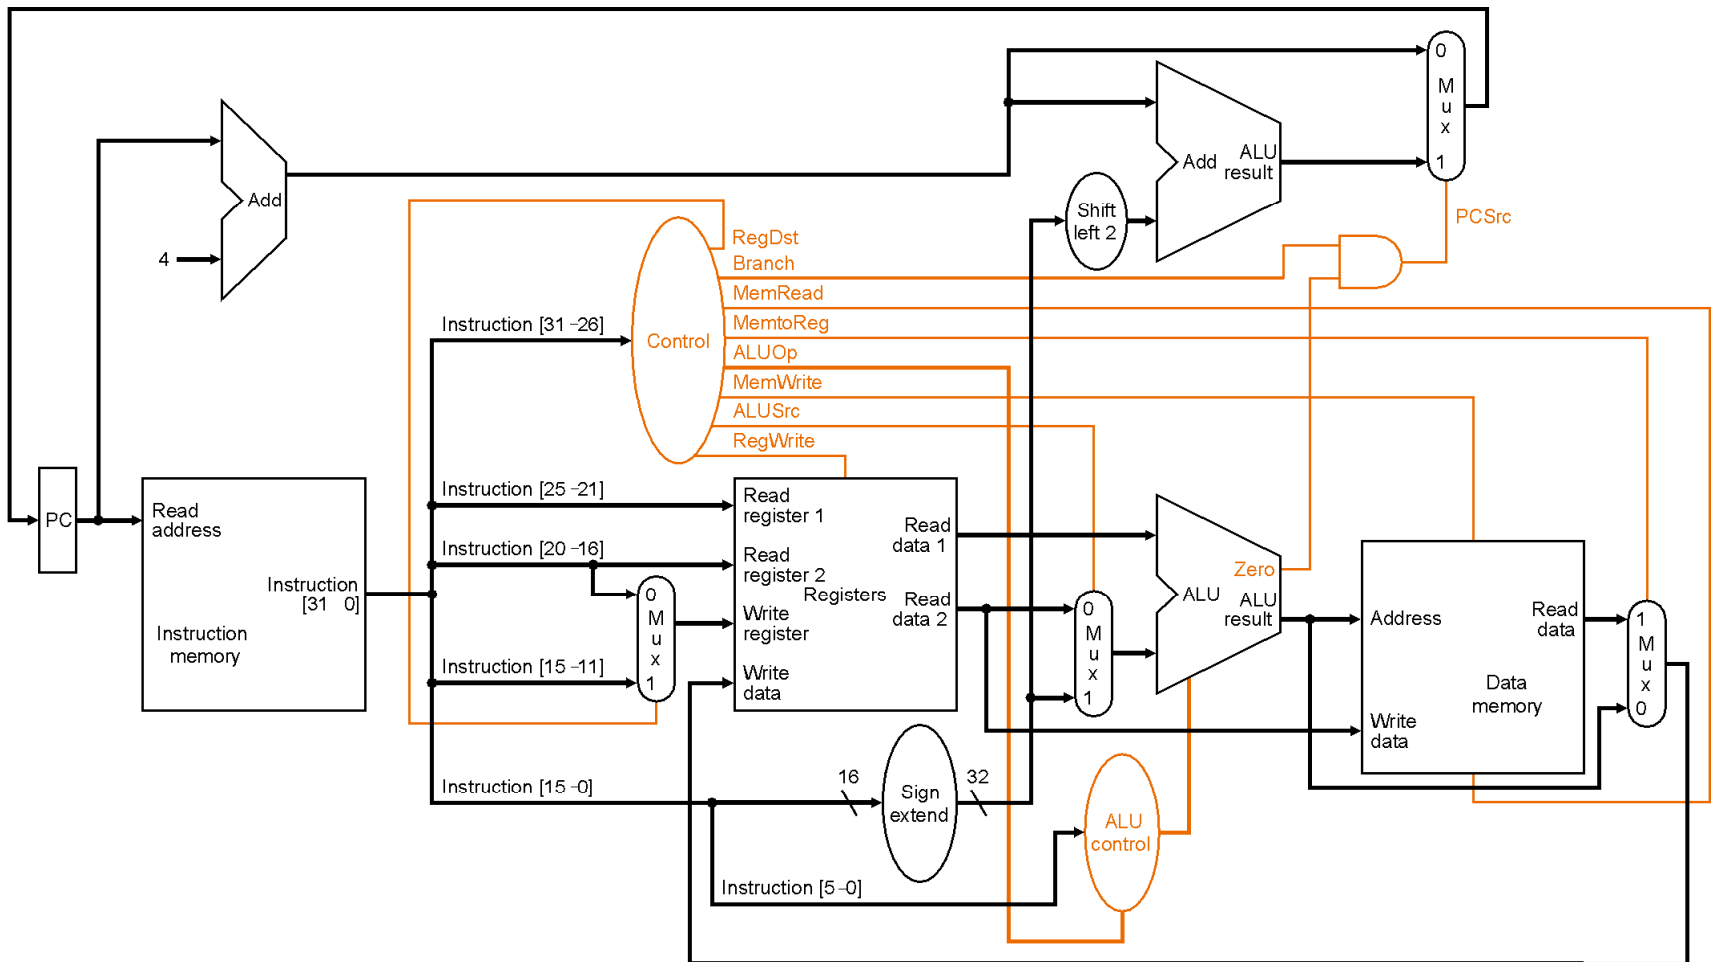 0
M
u
x
1
Add
ALU
result
Shift
left 2
PCSrc
Add
4
RegDst
Branch
MemRead
MemtoReg
ALUOp
MemWrite
ALUSrc
RegWrite
Control
Instruction [31–26]
Instruction [25–21]
Instruction [20–16]
Instruction [15–11]
Instruction [15–0]
Instruction [5–0]
PC
Read
address
Instruction
[31 0]
Instruction
memory
0
M
u
x
1
Read
register 1
Read
register 2
Registers
Write
register
Write
data
Read
data 1
Read
data 2
0
M
u
x
1
Zero
ALU
ALU
result
Address
Read
data
Data
memory
Write
data
1
M
u
x
0
16
Sign
extend
32
ALU
control